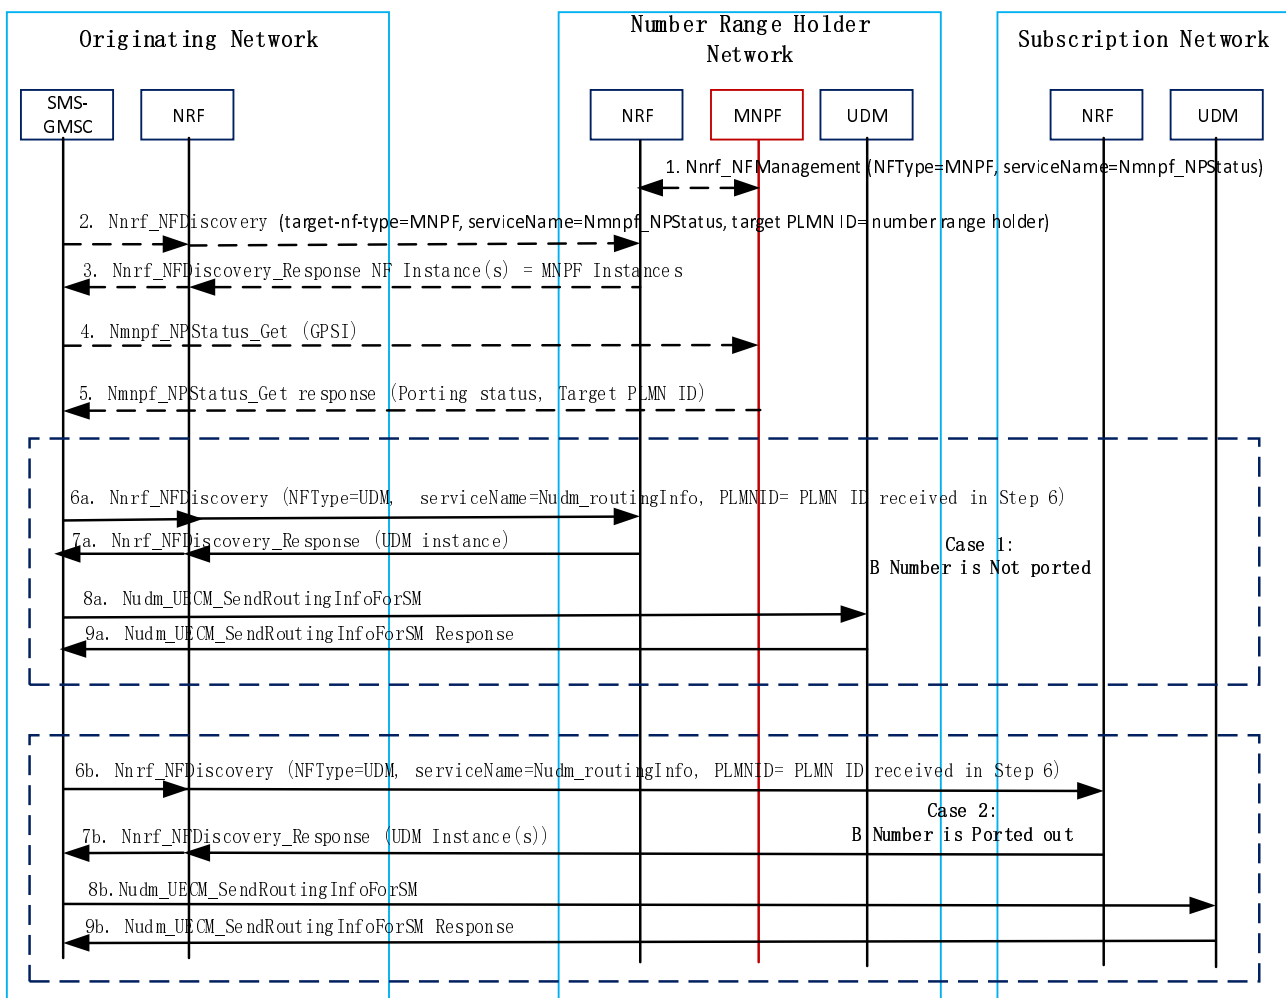 Originating Network
Number Range Holder
Network
Subscription Network
SMS-
GMSC
NRF
NRF
MNPF
UDM
NRF
UDM
1. Nnrf_NFManagement (NFType=MNPF, serviceName=Nmnpf_NPStatus)
2. Nnrf_NFDiscovery (target-nf-type=MNPF, serviceName=Nmnpf_NPStatus, target PLMN ID= number range holder)
3. Nnrf_NFDiscovery_Response NF Instance(s) = MNPF Instances
4. Nmnpf_NPStatus_Get (GPSI)
5. Nmnpf_NPStatus_Get response (Porting status, Target PLMN ID)
6a. Nnrf_NFDiscovery (NFType=UDM, serviceName=Nudm_routingInfo, PLMNID= PLMN ID received in Step 6)
7a. Nnrf_NFDiscovery_Response (UDM instance)
Case 1:
B Number is Not ported
8a. Nudm_UECM_SendRoutingInfoForSM
9a. Nudm_UECM_SendRoutingInfoForSM Response
6b. Nnrf_NFDiscovery (NFType=UDM, serviceName=Nudm_routingInfo, PLMNID= PLMN ID received in Step 6)
Case 2:
B Number is Ported out
7b. Nnrf_NFDiscovery_Response (UDM Instance(s))
8b. Nudm_UECM_SendRoutingInfoForSM
9b. Nudm_UECM_SendRoutingInfoForSM Response